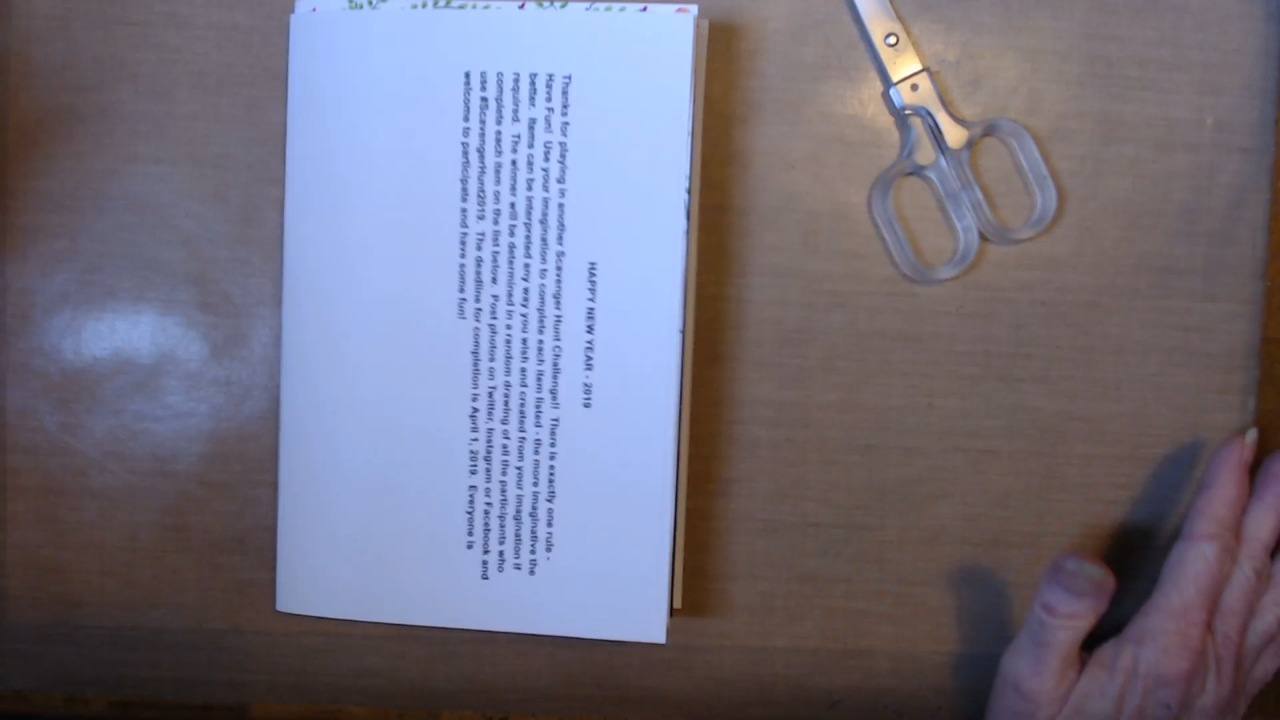 HAPPY NEW YEAR - 2019
Thanks for playing in another Scavenger Hunt Challenge!! There is exactly one rule -
Have Fun! Use your imagination to complete each item listed - the more imaginative the
better. Items can be interpreted any way you wish and created from your imagination if
required. The winner will be determined in a random drawing of all the participants who
complete each item on the list below. Post photos on Twitter, Instagram or Facebook and
use #ScavengerHunt2019. The deadline for completion is April 1, 2019. Everyone is
welcome to participate and have some fun!